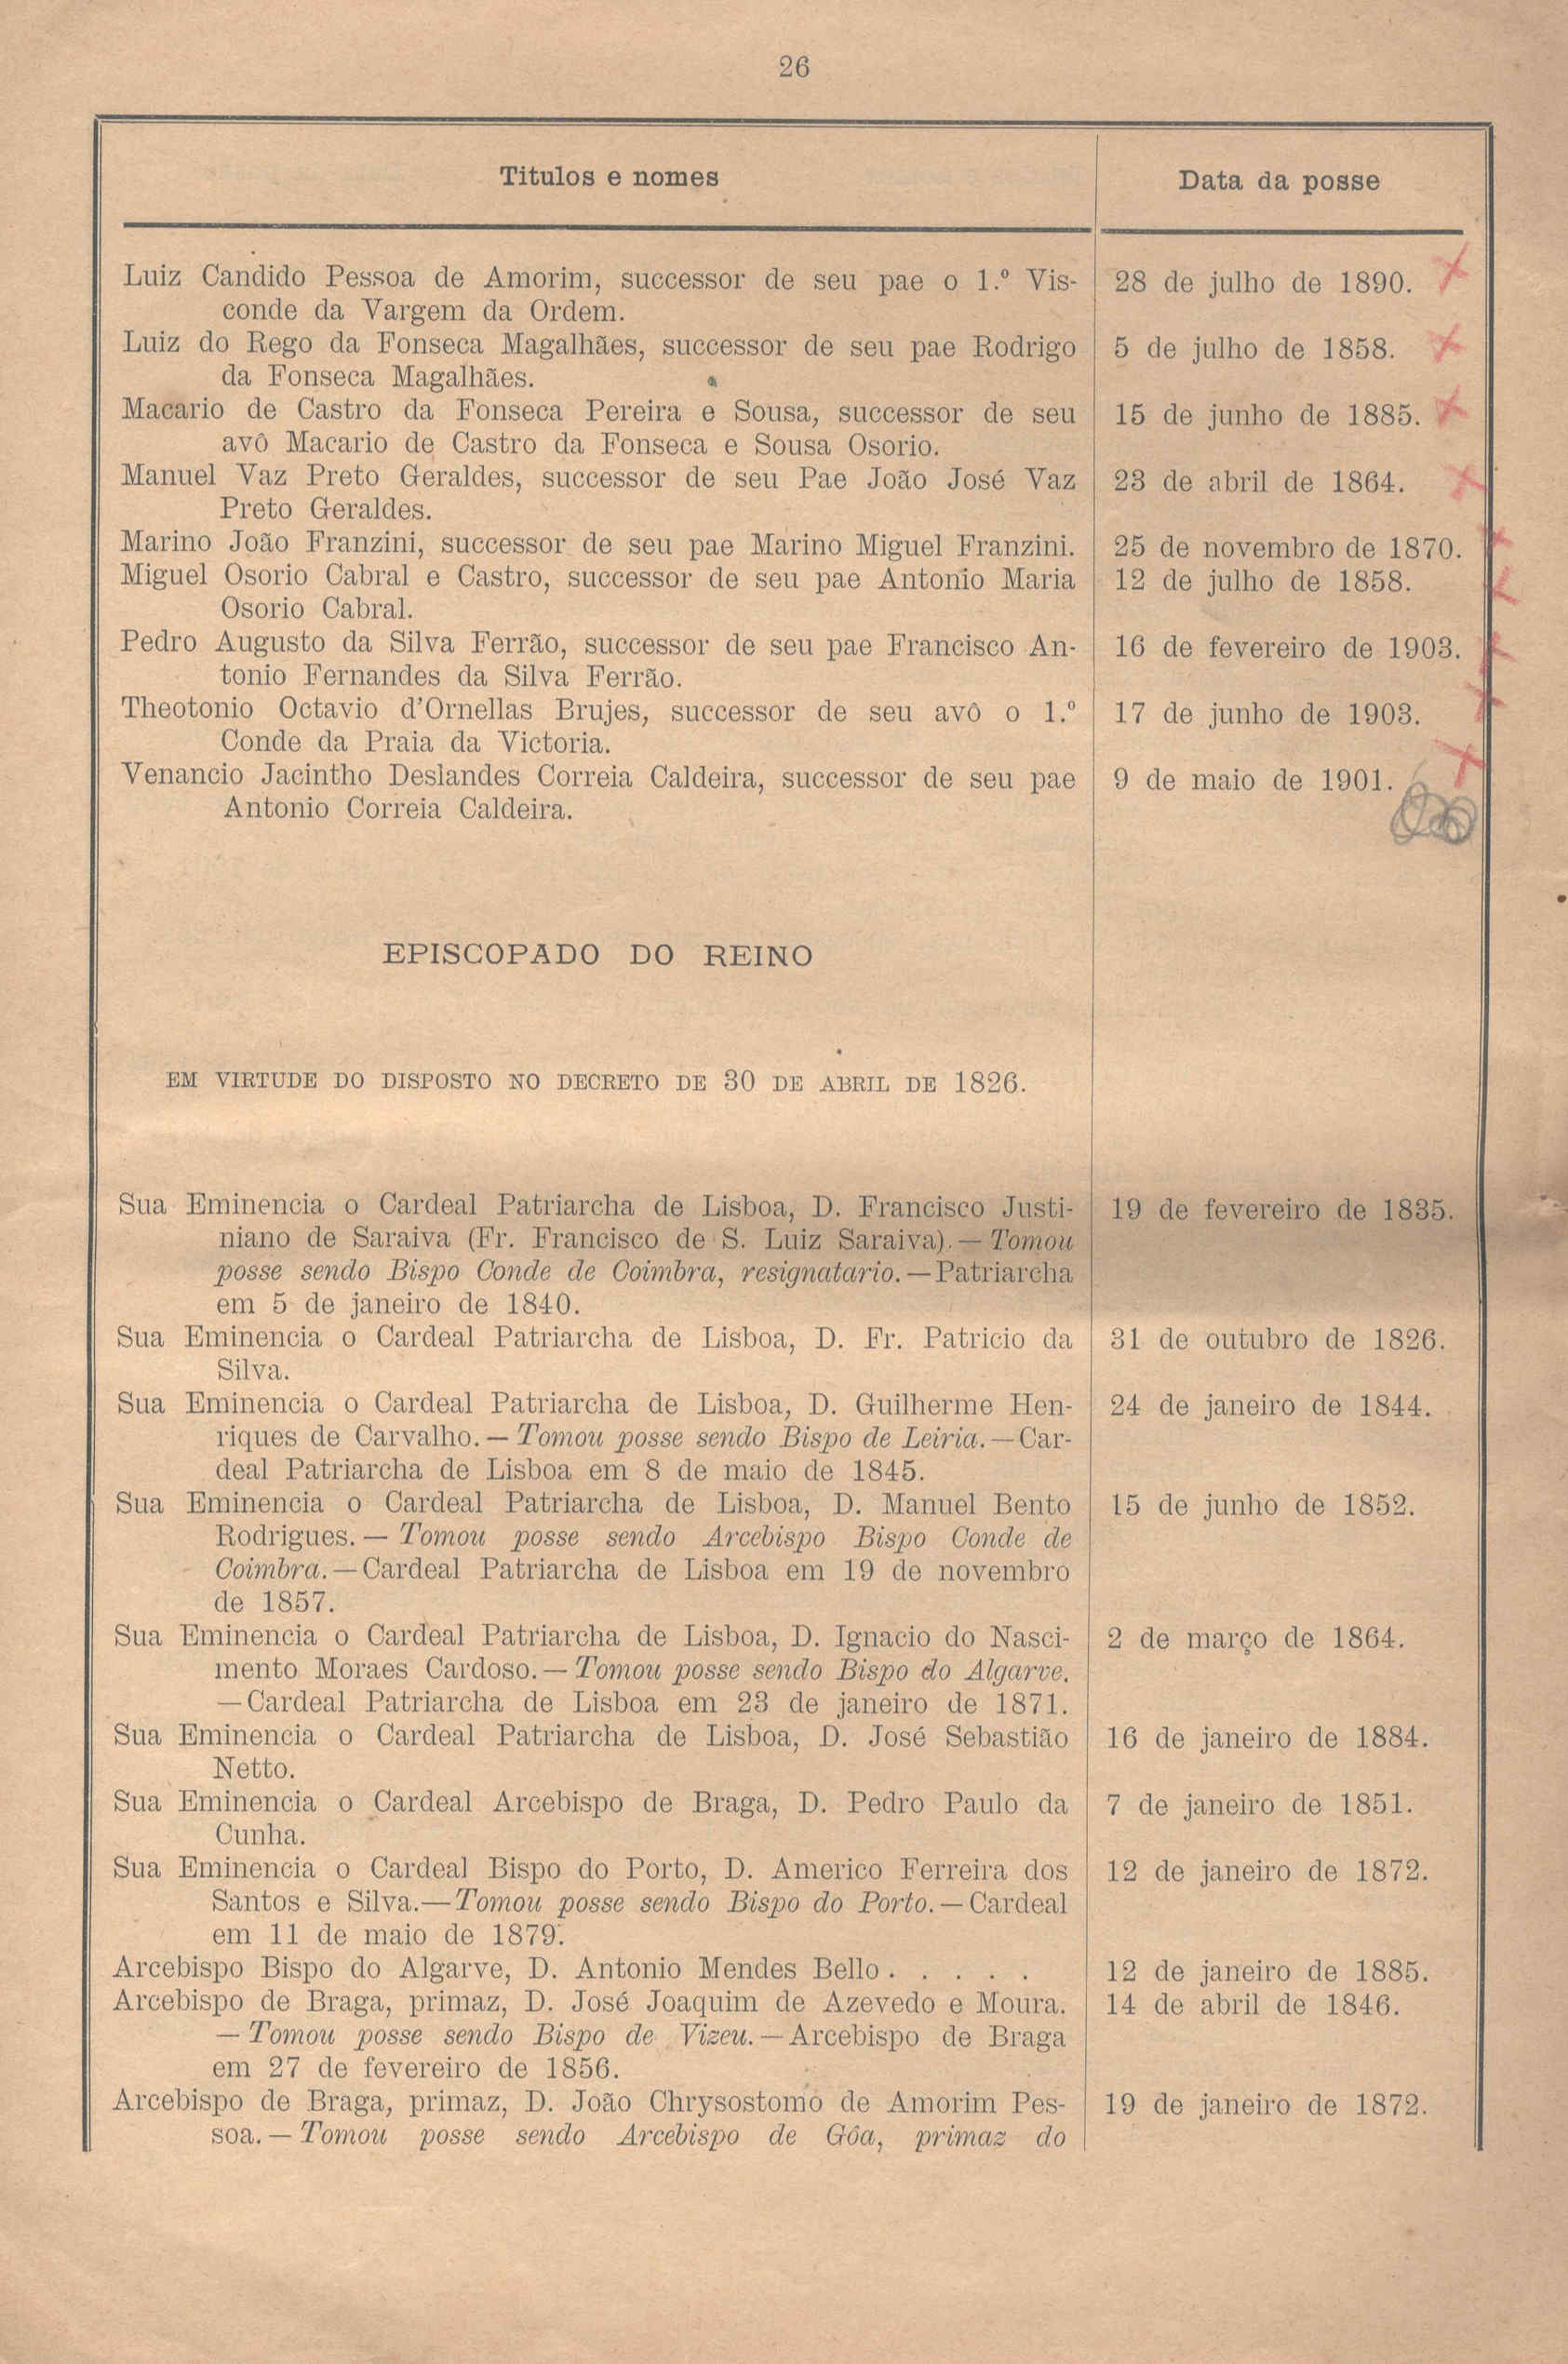 26
Titulos e nomes
Data da posse
Luiz Candido Pessoa de Amorim, successor de seu pae o 1.º Vis- 28 de julho de 1890.
conde da Vargem da Ordem.
Luiz do Rego da Fonseca Magalhães, successor de seu pae Rodrigo 5 de julho de 1858.
da Fonseca Magalhães.
Macario de Castro da Fonseca Pereira e Sousa, successor de seu 15 de junho de 1885.
avô Macario de Castro da Fonseca e Sousa Osorio.
Manuel Vaz Preto Geraldes, successor de seu Pae João José Vaz 23 de abril de 1864.
Preto Geraldes.
Marino João Franzini, successor de seu pae Marino Miguel Franzini. 25 de novembro de 1870.
Miguel Osorio Cabral e Castro, successor de seu pae Antonio Maria 12 de julho de 1858.
Osorio Cabral.
Pedro Augusto da Silva Ferrão, successor de seu pae Francisco An- 16 de fevereiro de 1903.
tonio Fernandes da Silva Ferrão.
Theotonio Octavio d'Ornellas Brujes, successor de seu avô o 1.º 17 de junho de 1903.
Conde da Praia da Victoria.
Venancio Jacintho Deslandes Correia Caldeira, successor de seu pae 9 de maio de 1901.
Antonio Correia Caldeira.
EPISCOPADO DO REINO
EM VIRTUDE DO DISPOSTO NO DECRETO DE 30 DE ABRIL DE 1826.
Sua Eminencia o Cardeal Patriarcha de Lisboa, D. Francisco Justi- 19 de fevereiro de 1835.
niano de Saraiva (Fr. Francisco de S. Luiz Saraiva).—Tomou
posse sendo Bispo Conde de Coimbra, resignatario.—Patriarcha
em 5 de janeiro de 1840.
Sua Eminencia o Cardeal Patriarcha de Lisboa, D. Fr. Patricio da 31 de outubro de 1826.
Silva.
Sua Eminencia o Cardeal Patriarcha de Lisboa, D. Guilherme Hen- 24 de janeiro de 1844.
riques de Carvalho.—Tomou posse sendo Bispo de Leiria.—Car-
deal Patriarcha de Lisboa em 8 de maio de 1845.
Sua Eminencia o Cardeal Patriarcha de Lisboa, D. Manuel Bento 15 de junho de 1852.
Rodrigues.—Tomou posse sendo Arcebispo Bispo Conde de
Coimbra.—Cardeal Patriarcha de Lisboa em 19 de novembro
de 1857.
Sua Eminencia o Cardeal Patriarcha de Lisboa, D. Ignacio do Nasci- 2 de março de 1864.
mento Moraes Cardoso.—Tomou posse sendo Bispo do Algarve.
—Cardeal Patriarcha de Lisboa em 23 de janeiro de 1871.
Sua Eminencia o Cardeal Patriarcha de Lisboa, D. José Sebastião 16 de janeiro de 1884.
Netto.
Sua Eminencia o Cardeal Arcebispo de Braga, D. Pedro Paulo da 7 de janeiro de 1851.
Cunha.
Sua Eminencia o Cardeal Bispo do Porto, D. Americo Ferreira dos 12 de janeiro de 1872.
Santos e Silva.—Tomou posse sendo Bispo do Porto.—Cardeal
em 11 de maio de 1879.
Arcebispo Bispo do Algarve, D. Antonio Mendes Bello. . . . . . 12 de janeiro de 1885.
Arcebispo de Braga, primaz, D. José Joaquim de Azevedo e Moura. 14 de abril de 1846.
—Tomou posse sendo Bispo de Vizeu.—Arcebispo de Braga
em 27 de fevereiro de 1856.
Arcebispo de Braga, primaz, D. João Chrysostomo de Amorim Pes- 19 de janeiro de 1872.
soa.—Tomou posse sendo Arcebispo de Gôa, primaz do